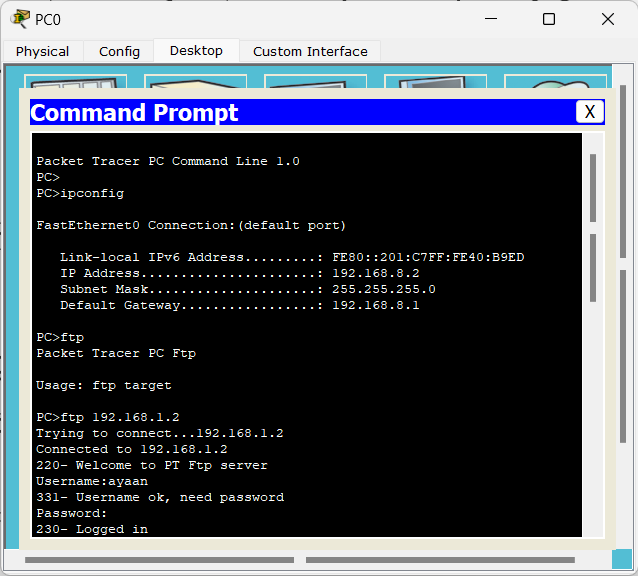 PC0
Physical Config Desktop Custom Interface
Command Prompt X
Packet Tracer PC Command Line 1.0
PC>
PC>ipconfig
FastEthernet0 Connection:(default port)
Link-local IPv6 Address.........: FE80::201:C7FF:FE40:B9ED
IP Address......................: 192.168.8.2
Subnet Mask.....................: 255.255.255.0
Default Gateway.................: 192.168.8.1
PC>ftp
Packet Tracer PC Ftp
Usage: ftp target
PC>ftp 192.168.1.2
Trying to connect...192.168.1.2
Connected to 192.168.1.2
220- Welcome to PT Ftp server
Username:ayaan
331- Username ok, need password
Password:
230- Logged in